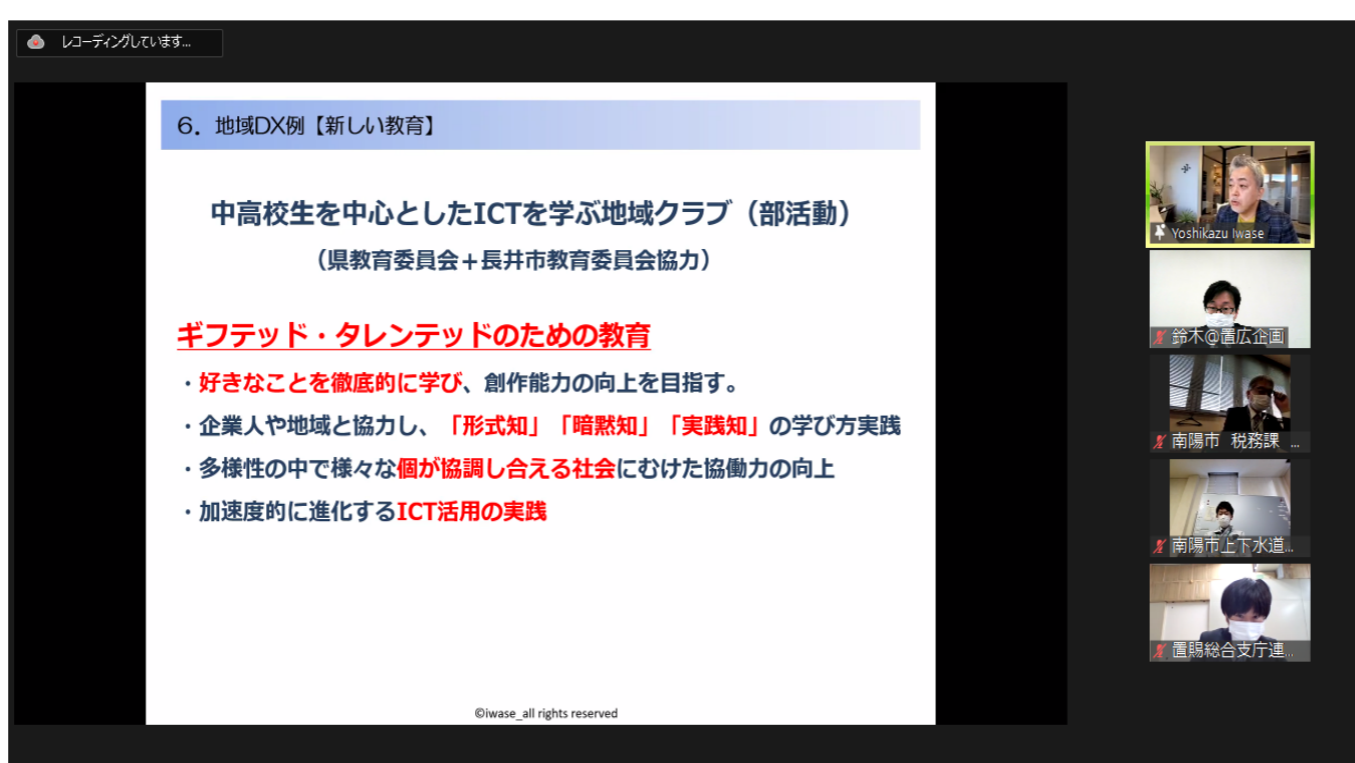 レコーディングしています...
6．地域DX例【新しい教育】
中高校生を中心としたICTを学ぶ地域クラブ（部活動）
（県教育委員会＋長井市教育委員会協力）
ギフテッド・タレンテッドのための教育
・好きなことを徹底的に学び、創作能力の向上を目指す。
・企業人や地域と協力し、「形式知」「暗黙知」「実践知」の学び方実践
・多様性の中で様々な個が協調し合える社会にむけた協働力の向上
・加速度的に進化するICT活用の実践
©iwase_all rights reserved
Yoshikazu Iwase
鈴木@置広企画
南陽市 税務課 ...
南陽市上下水道...
置賜総合支庁連...